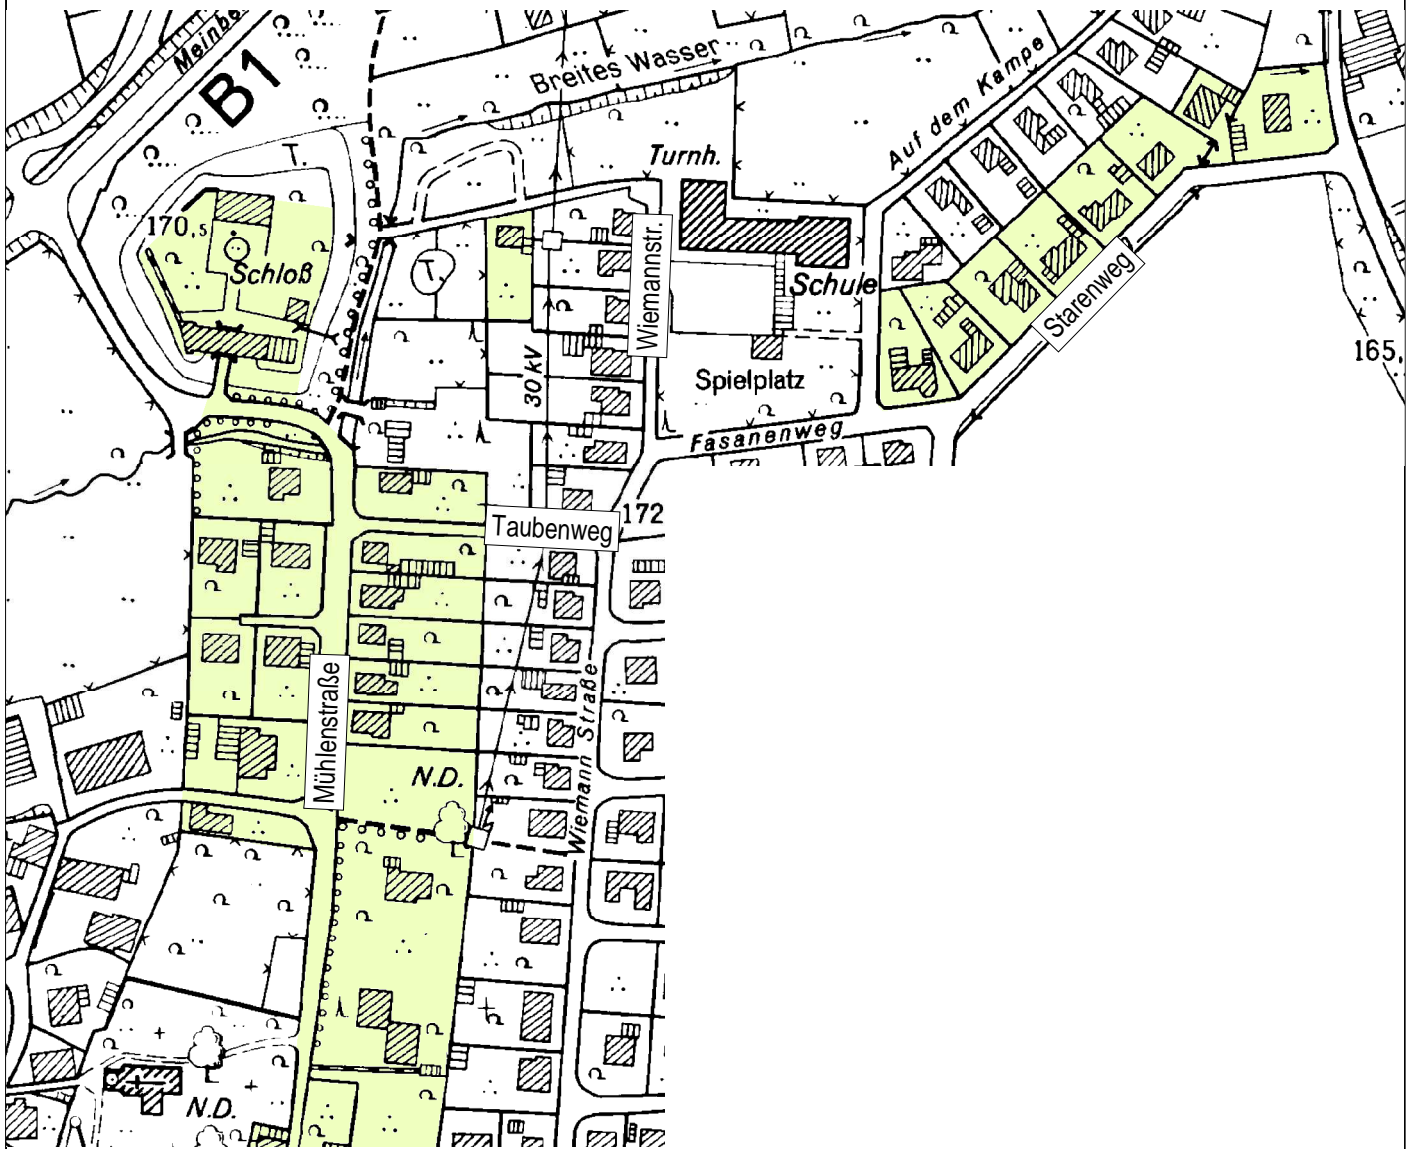 Meinbe
B1
Breites Wasser
Auf dem Kampe
T.
Turnh.
170,5
Schloß
T.
Wiemannstr.
Schule
Starenweg
165,
30 kV
Spielplatz
Fasanenweg
Taubenweg
172
Mühlenstraße
Wiemann Straße
N.D.
N.D.